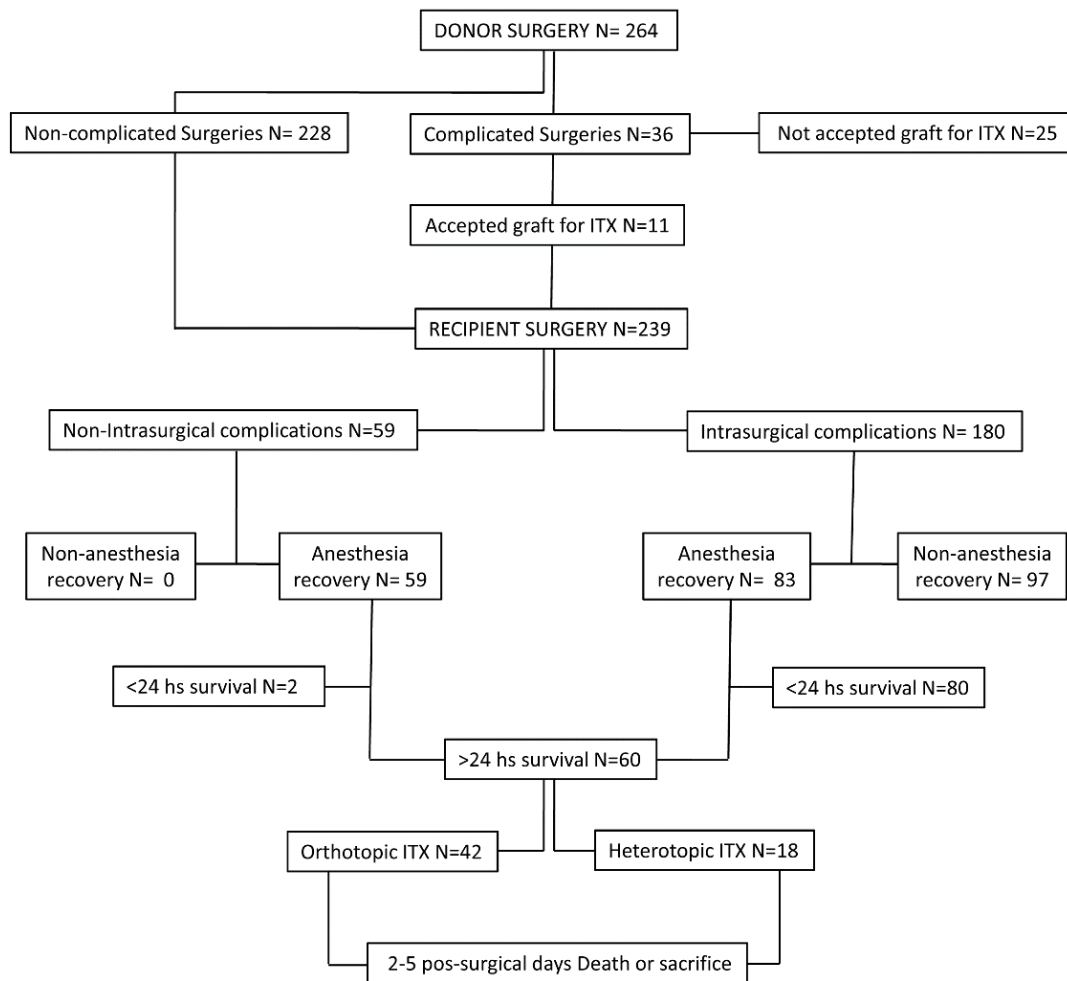 DONOR SURGERY N= 264
Non-complicated Surgeries N= 228
Complicated Surgeries N=36
Not accepted graft for ITX N=25
Accepted graft for ITX N=11
RECIPIENT SURGERY N=239
Non-Intrasurgical complications N=59
Intrasurgical complications N= 180
Non-anesthesia
recovery N=  0
Anesthesia
recovery N= 59
Anesthesia
recovery N=  83
Non-anesthesia
recovery N= 97
<24 hs survival N=2
<24 hs survival N=80
>24 hs survival N=60
Orthotopic ITX N=42
Heterotopic ITX N=18
2-5 pos-surgical days Death or sacrifice